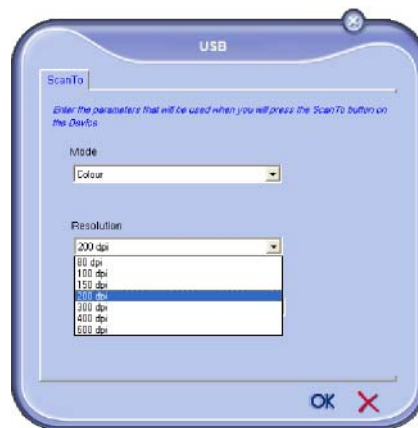 USB
ScanTo
Enter the parameters that will be used when you will press the ScanTo button on
the Device
Mode
Colour
Resolution
200 dpi
80 dpi
100 dpi
150 dpi
200 dpi
300 dpi
400 dpi
600 dpi
OK